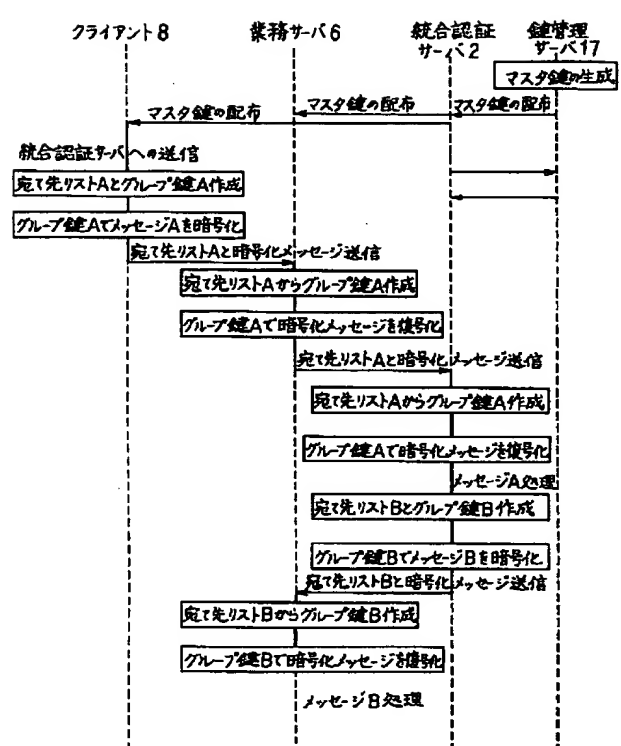 クライアント8
業務サーバ6
統合認証
サーバ2
鍵管理
サーバ17
マスタ鍵の生成
マスタ鍵の配布
マスタ鍵の配布
マスタ鍵の配布
統合認証サーバへの送信
宛て先リストAとグループ鍵A作成
グループ鍵AでメッセージAを暗号化
宛て先リストAと暗号化メッセージ送信
宛て先リストAからグループ鍵A作成
グループ鍵Aで暗号化メッセージを復号化
宛て先リストAと暗号化メッセージ送信
宛て先リストAからグループ鍵A作成
グループ鍵Aで暗号化メッセージを復号化
メッセージA処理
宛て先リストBとグループ鍵B作成
グループ鍵BでメッセージBを暗号化
宛て先リストBと暗号化メッセージ送信
宛て先リストBからグループ鍵B作成
グループ鍵Bで暗号化メッセージを復号化
メッセージB処理